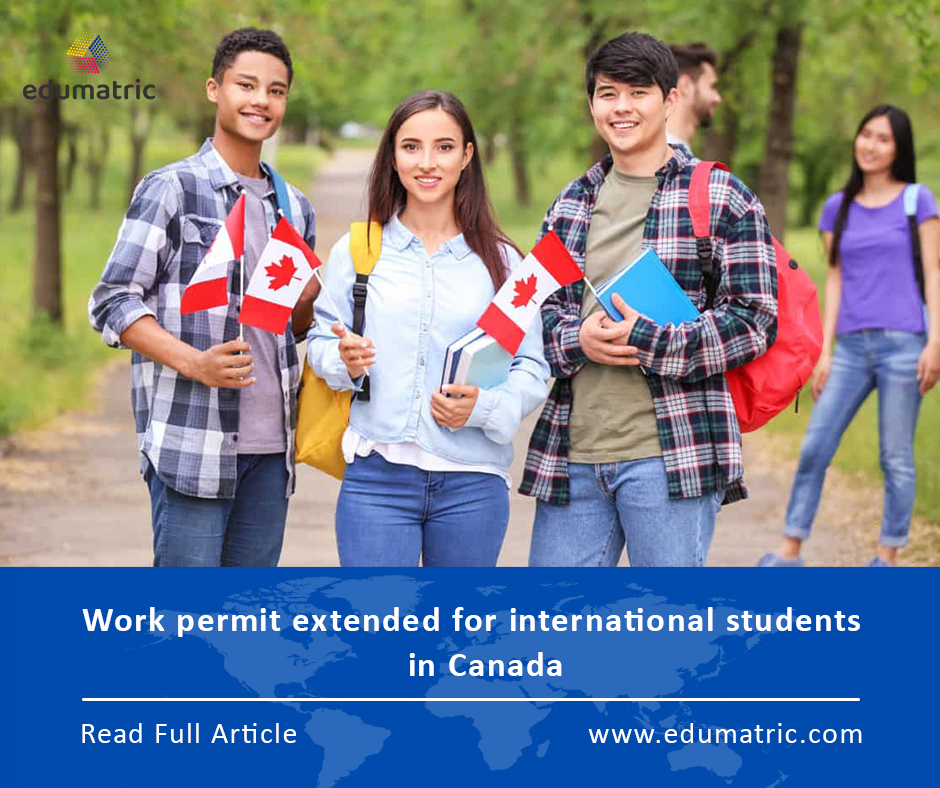 edumatric
Work permit extended for international students
in Canada
Read Full Article
www.edumatric.com